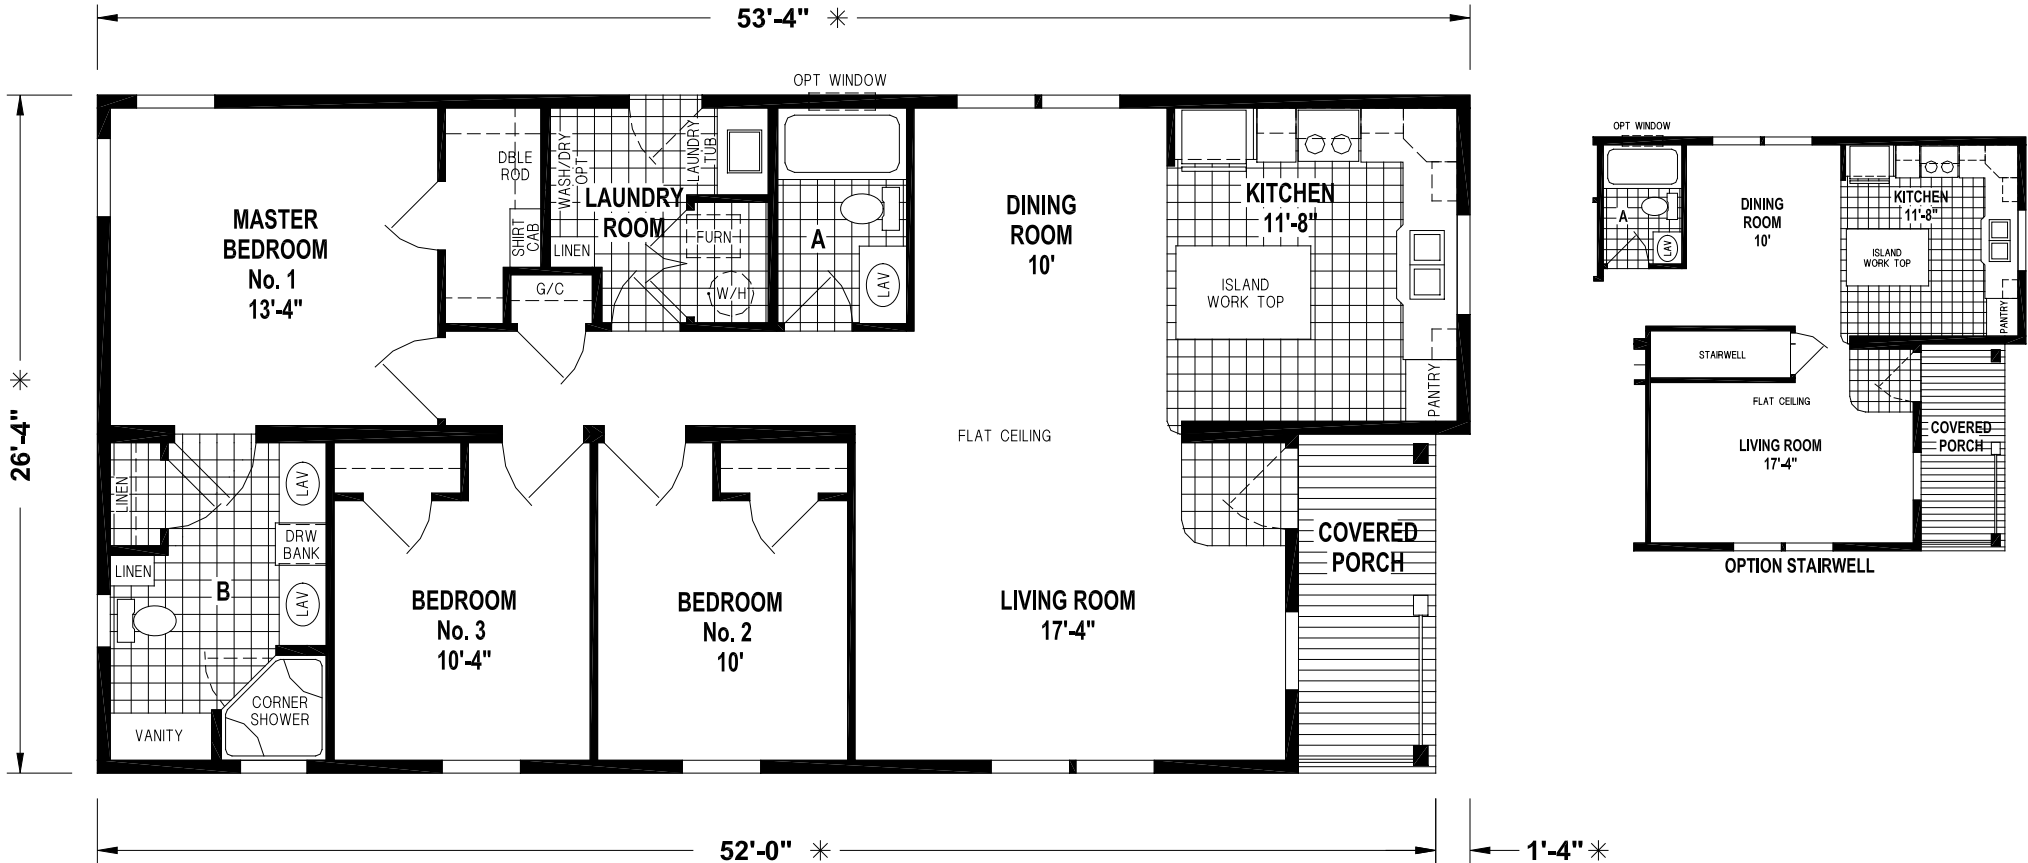 53'-4" ✳
OPT WINDOW
26'-4" ✳
MASTER
BEDROOM
No. 1
13'-4"
DBLE
ROD
SHIRT
CAB
G/C
WASH/DRY
OPT
LAUNDRY
TUB
LAUNDRY
ROOM
LINEN
FURN
W/H
A
LAV
DINING
ROOM
10'
KITCHEN
11'-8"
ISLAND
WORK TOP
PANTRY
FLAT CEILING
LINEN
LINEN
B
LAV
DRW
BANK
LAV
CORNER
SHOWER
VANITY
BEDROOM
No. 3
10'-4"
BEDROOM
No. 2
10'
LIVING ROOM
17'-4"
COVERED
PORCH
52'-0" ✳
1'-4" ✳
OPT WINDOW
A
LAV
DINING
ROOM
10'
KITCHEN
11'-8"
ISLAND
WORK TOP
PANTRY
STAIRWELL
FLAT CEILING
LIVING ROOM
17'-4"
COVERED
PORCH
OPTION STAIRWELL